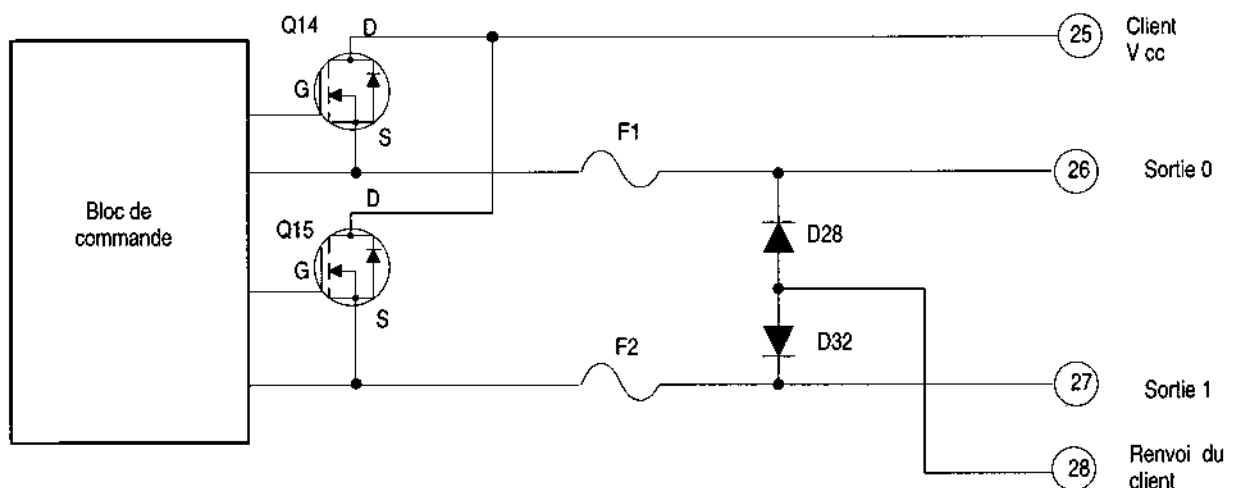 Q14
D
25
Client
V cc
G
S
F1
26
Sortie 0
D
Bloc de
commande
Q15
D28
G
S
F2
D32
27
Sortie 1
28
Renvoi du
client